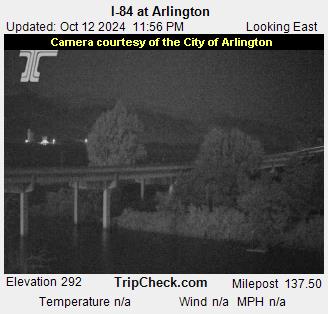 I-84 at Arlington
Updated: Oct 12 2024 11:56 PM Looking East
Camera courtesy of the City of Arlington
Elevation 292 TripCheck.com Milepost 137.50
Temperature n/a Wind n/a MPH n/a